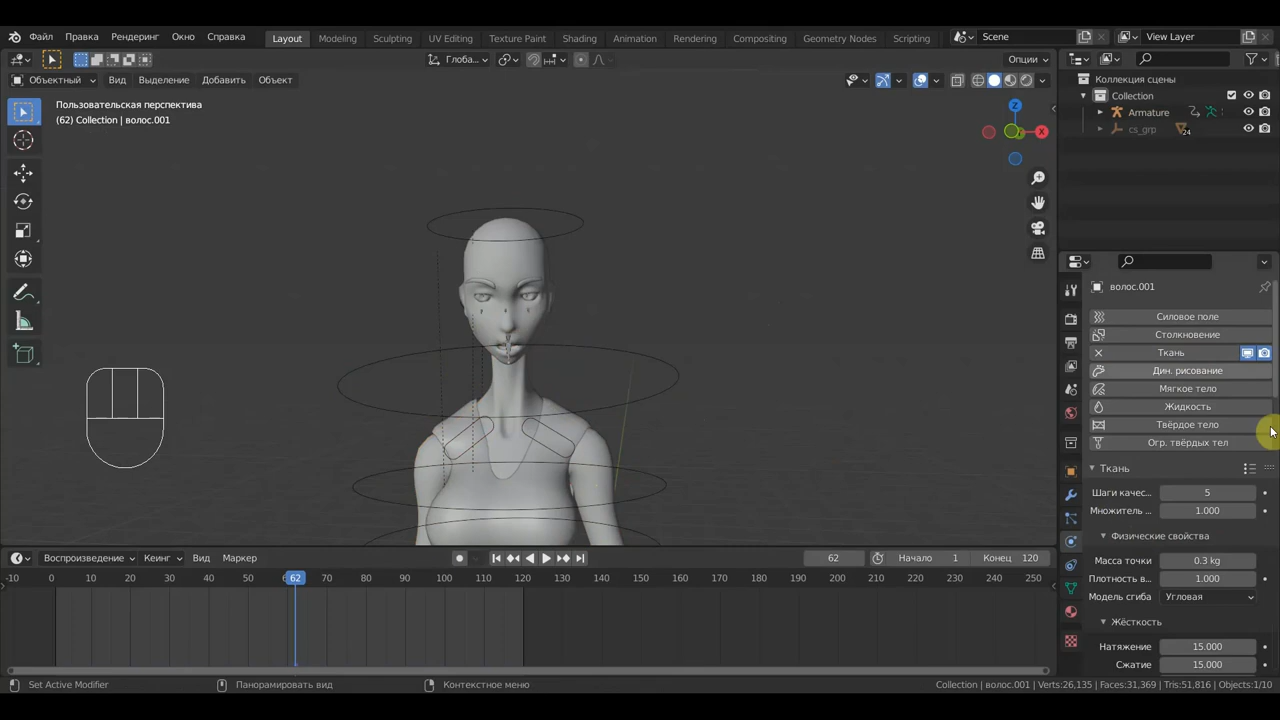 Файл Правка Рендеринг Окно Справка Layout Modeling Sculpting UV Editing Texture Paint Shading Animation Rendering Compositing Geometry Nodes Scripting Scene View Layer
Глоба... Опции
Объектный Вид Выделение Добавить Объект
Коллекция сцены
Collection
Armature
cs_grp 24
Пользовательская перспектива
(62) Collection | волос.001
Z
X
волос.001
Силовое поле
Столкновение
Ткань
Дин. рисование
Мягкое тело
Жидкость
Твёрдое тело
Огр. твёрдых тел
Ткань
Шаги качес... 5
Множитель ... 1.000
Физические свойства
Масса точки 0.3 kg
Плотность в... 1.000
Модель сгиба Угловая
Жёсткость
Натяжение 15.000
Сжатие 15.000
Воспроизведение Кеинг Вид Маркер 62 Начало 1 Конец 120
-10 0 10 20 30 40 50 62 70 80 90 100 110 120 130 140 150 160 170 180 190 200 210 220 230 240 250
Set Active Modifier Панорамировать вид Контекстное меню Collection | волос.001 | Verts:26,135 | Faces:31,369 | Tris:51,816 | Objects:1/10